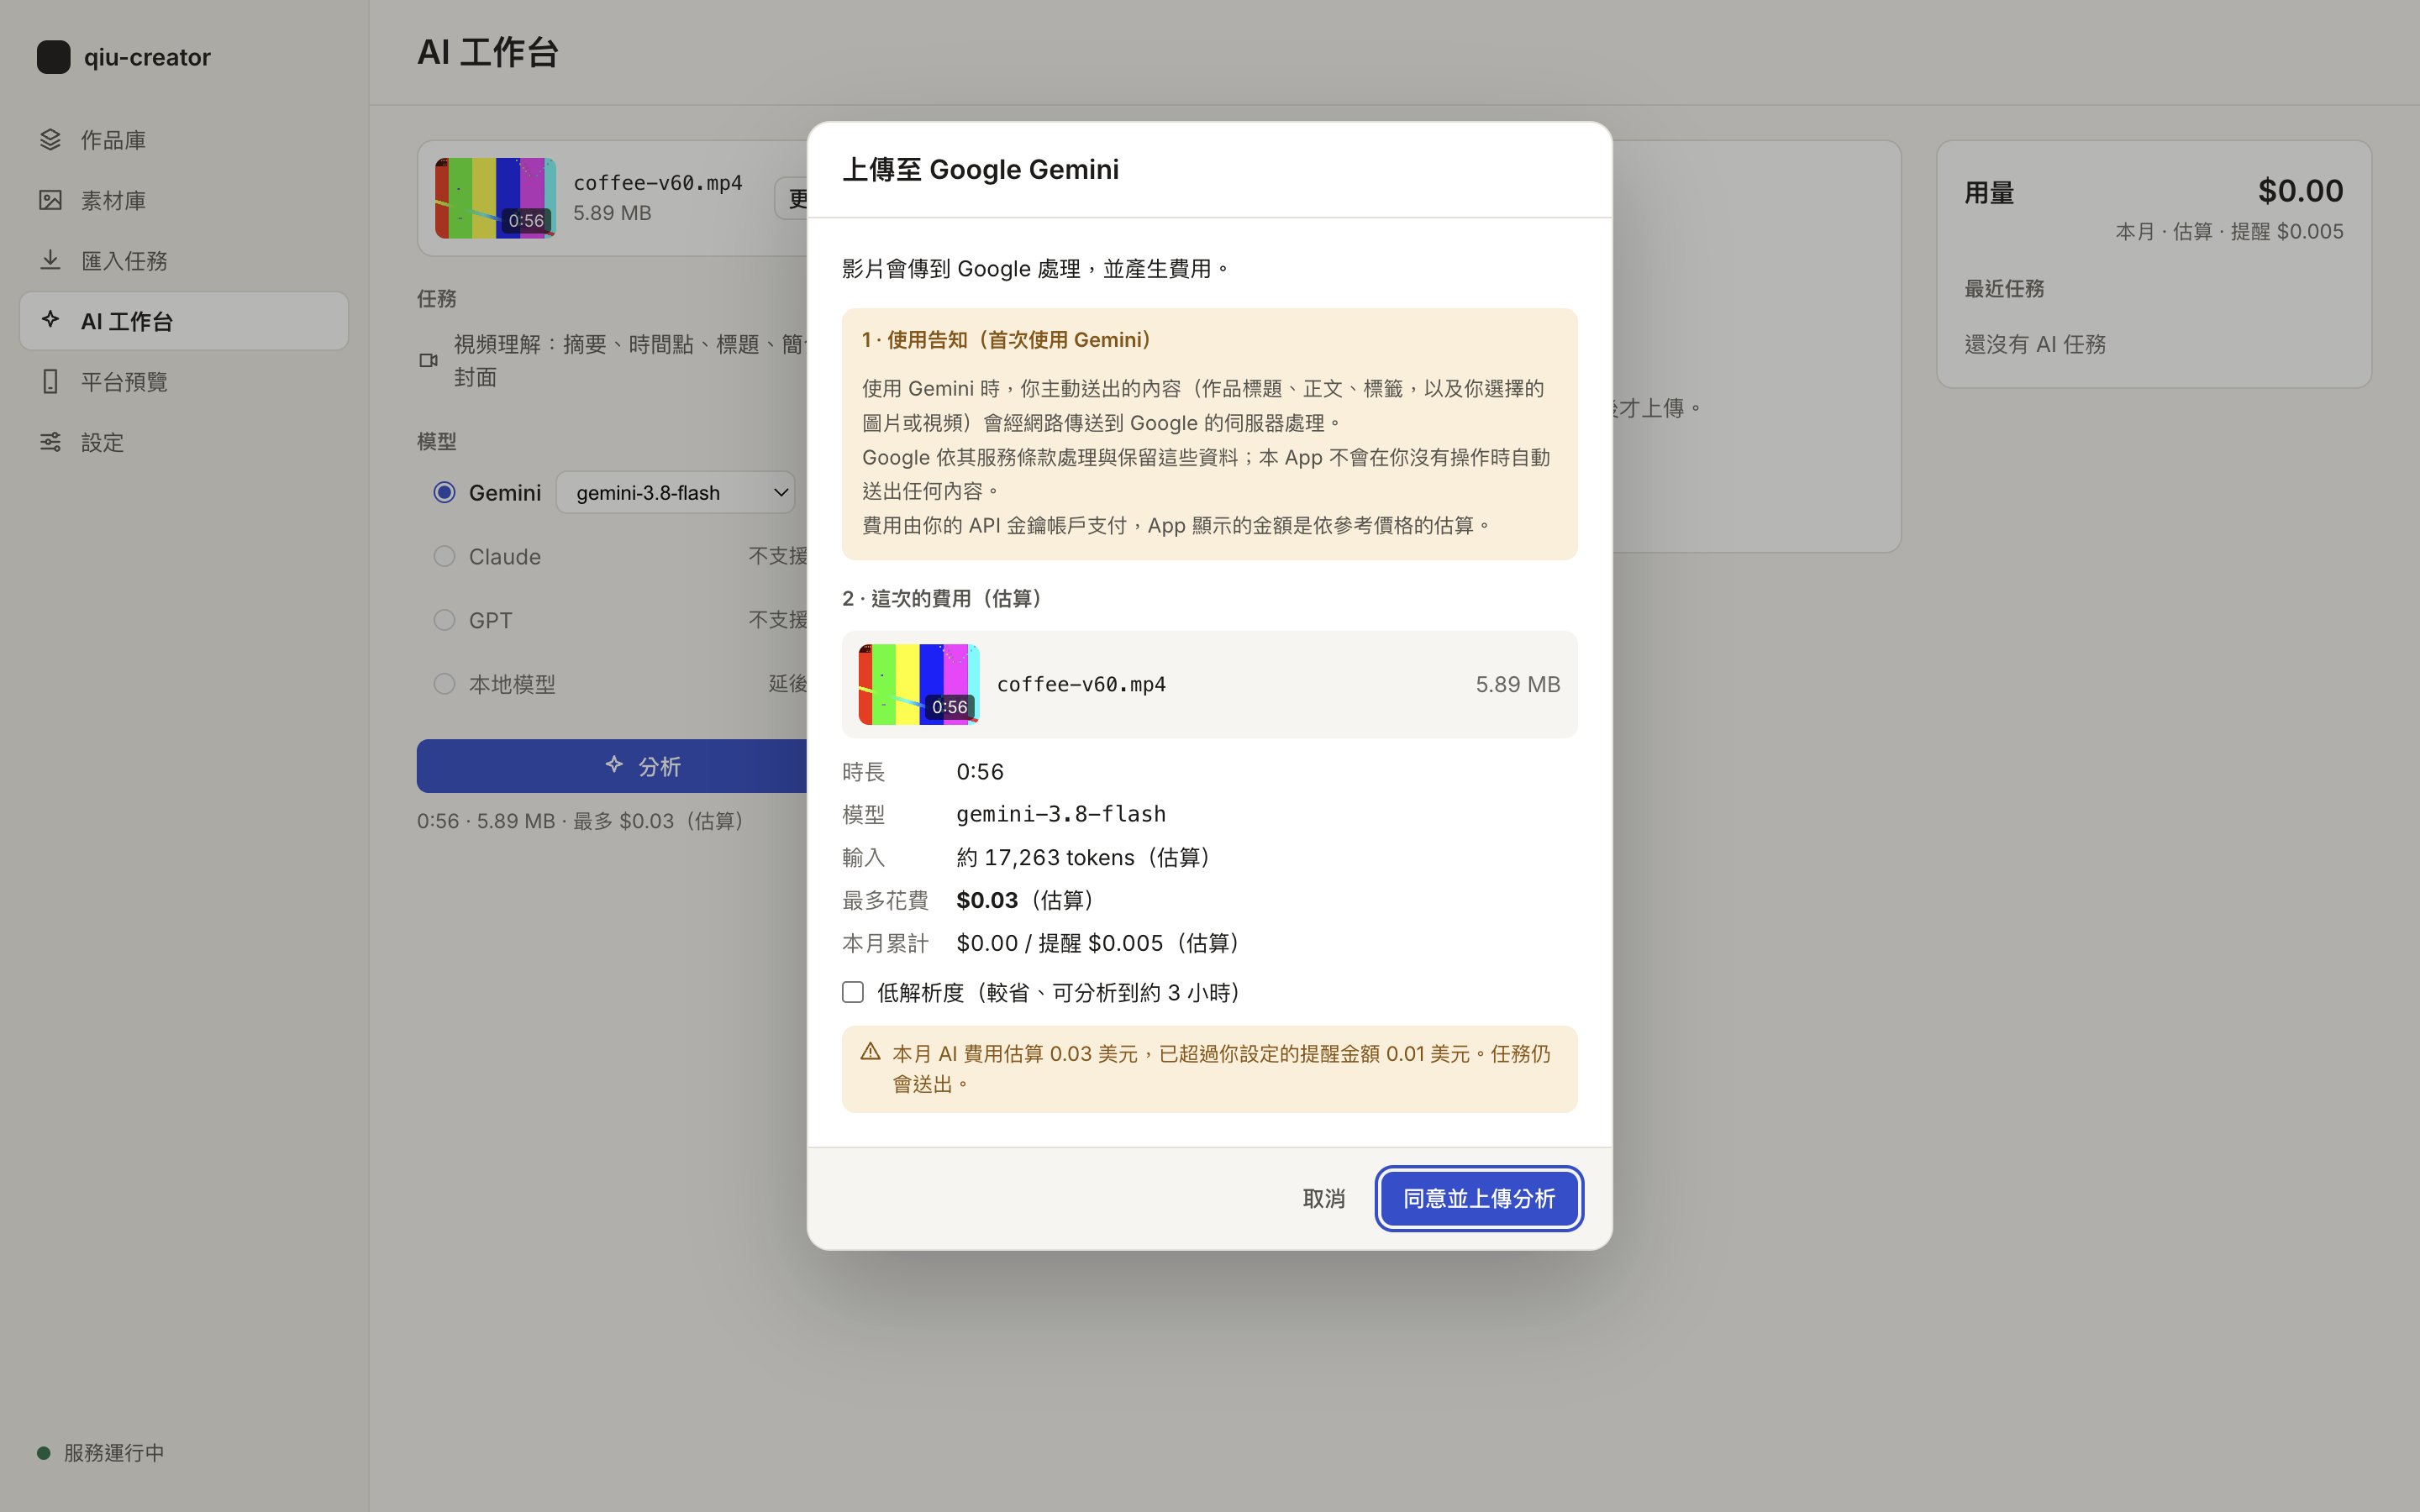 qiu-creator
作品庫
素材庫
匯入任務
AI 工作台
平台預覽
設定
服務運行中
AI 工作台
0:56
coffee-v60.mp4
5.89 MB
更
任務
視頻理解：摘要、時間點、標題、簡
封面
模型
Gemini
gemini-3.8-flash
Claude
不支援
GPT
不支援
本地模型
延後
分析
0:56 · 5.89 MB · 最多 $0.03（估算）
上傳至 Google Gemini
影片會傳到 Google 處理，並產生費用。
1 · 使用告知（首次使用 Gemini）
使用 Gemini 時，你主動送出的內容（作品標題、正文、標籤，以及你選擇的
圖片或視頻）會經網路傳送到 Google 的伺服器處理。
Google 依其服務條款處理與保留這些資料；本 App 不會在你沒有操作時自動
送出任何內容。
費用由你的 API 金鑰帳戶支付，App 顯示的金額是依參考價格的估算。
2 · 這次的費用（估算）
0:56
coffee-v60.mp4
5.89 MB
時長 0:56
模型 gemini-3.8-flash
輸入 約 17,263 tokens（估算）
最多花費 $0.03（估算）
本月累計 $0.00 / 提醒 $0.005（估算）
低解析度（較省、可分析到約 3 小時）
本月 AI 費用估算 0.03 美元，已超過你設定的提醒金額 0.01 美元。任務仍
會送出。
取消
同意並上傳分析
才上傳。
用量
$0.00
本月 · 估算 · 提醒 $0.005
最近任務
還沒有 AI 任務